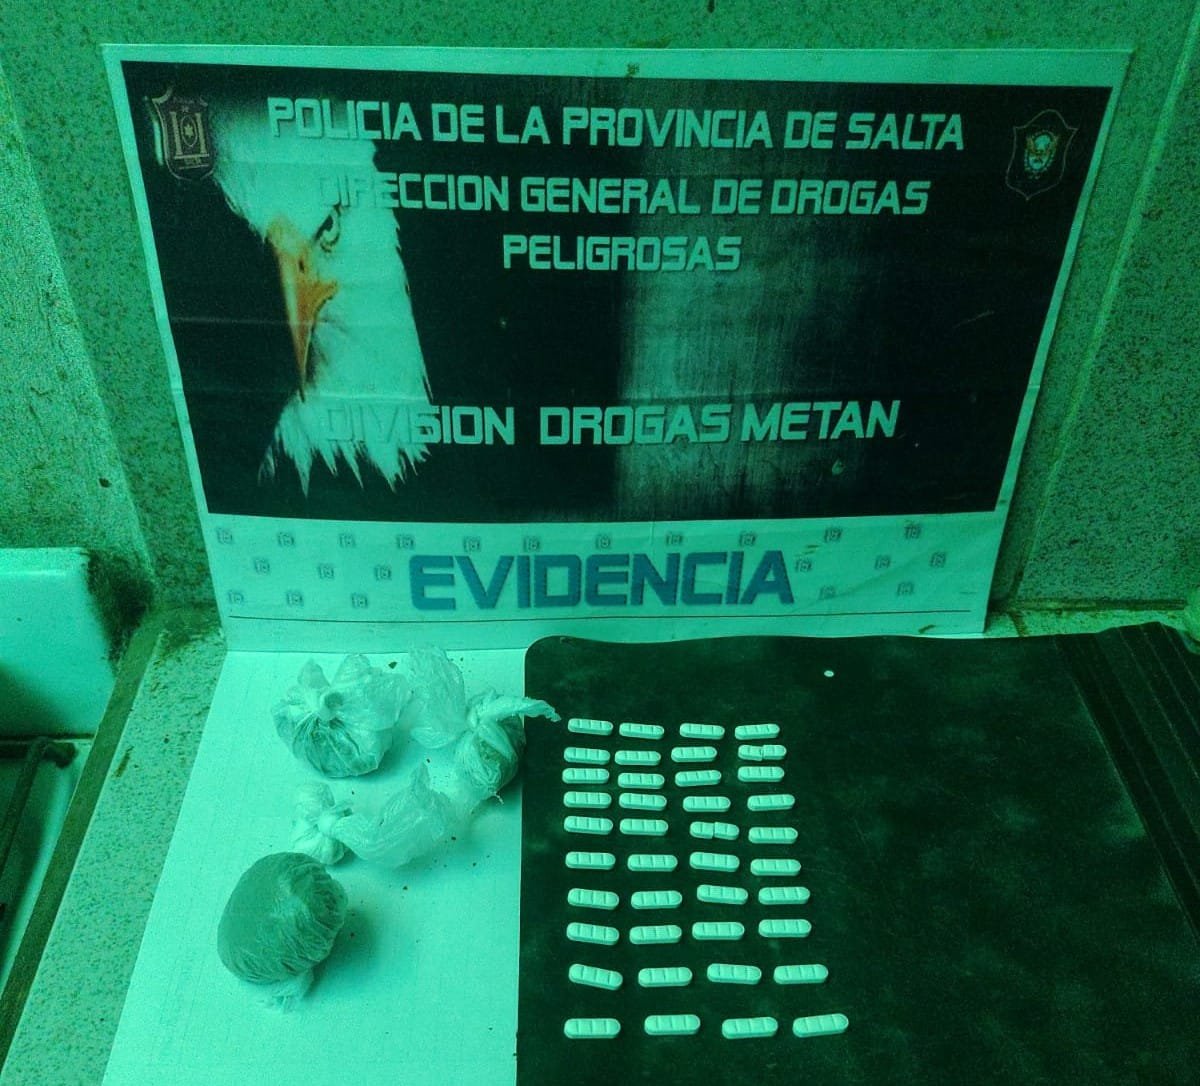 POLICIA DE LA PROVINCIA DE SALTA
DIRECCION GENERAL DE DROGAS
PELIGROSAS
DIVISION DROGAS METAN
EVIDENCIA